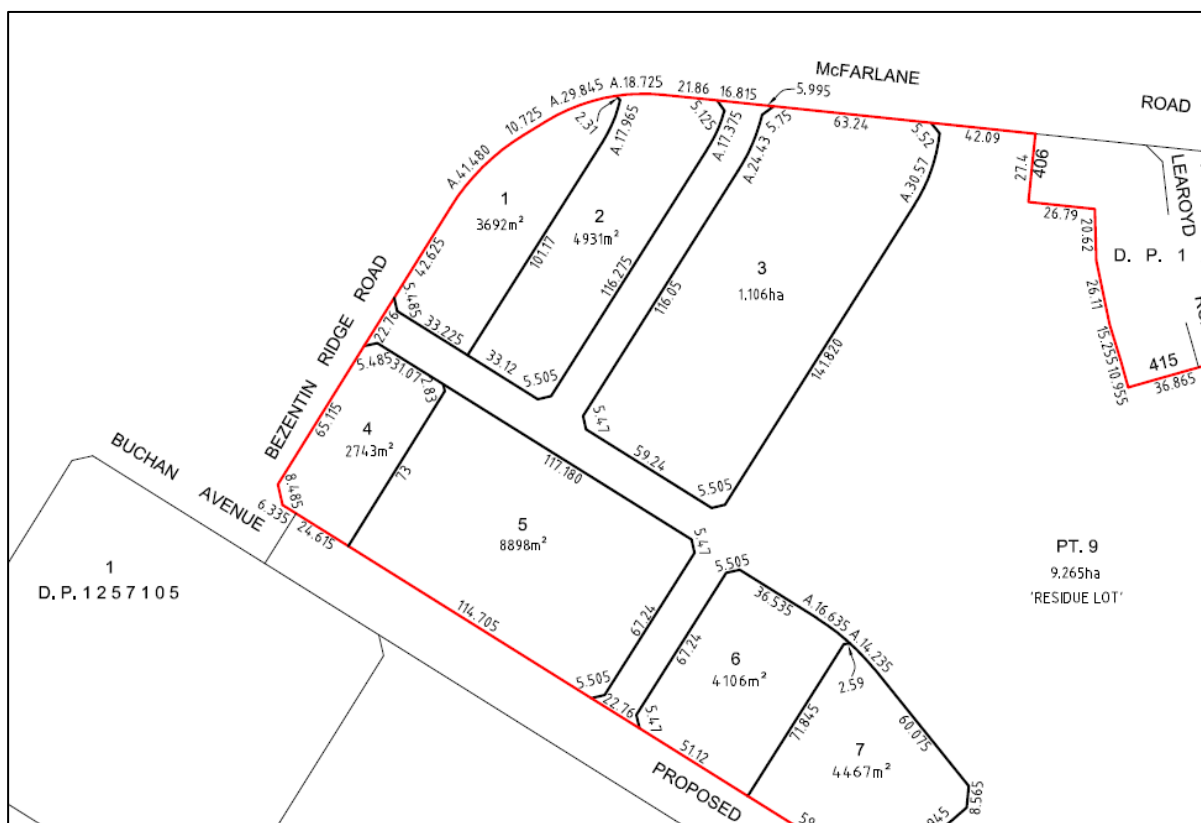 McFARLANE
ROAD
A.29.845
A.18.725
21.86
16.815
5.995
63.24
5.52
42.09
10.725
2.31
A.17.965
5.125
A.17.375
5.75
A.24.43
A.30.57
27.4
406
26.79
20.62
LEAROYD
D. P. 1
26.11
15.255
10.955
415
36.865
A.41.480
1
3692m²
2
4931m²
3
1.106ha
42.625
101.17
116.275
116.05
141.820
BEZENTIN RIDGE ROAD
5.485
22.76
33.225
33.12
5.505
5.47
59.24
5.505
5.485
31.07
2.83
65.115
4
2743m²
73
117.180
5
8898m²
BUCHAN AVENUE
8.485
6.335
24.615
1
D.P.1257105
114.705
5.47
67.24
5.505
22.76
5.505
36.535
A.16.635
A.14.235
67.24
6
4106m²
2.59
5.47
51.12
71.845
7
4467m²
60.075
8.565
PROPOSED
PT. 9
9.265ha
'RESIDUE LOT'